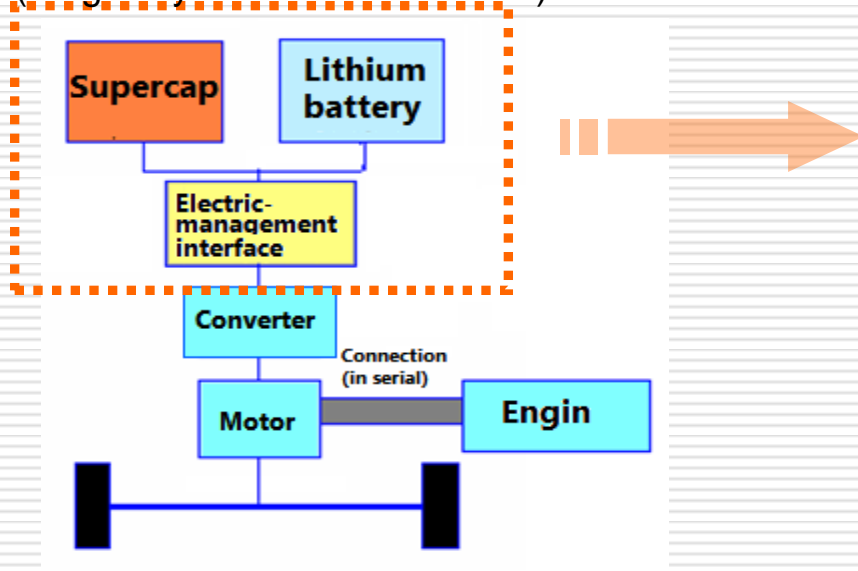 Supercap
Lithium
battery
Electric-
management
interface
Converter
Connection
(in serial)
Motor
Engin